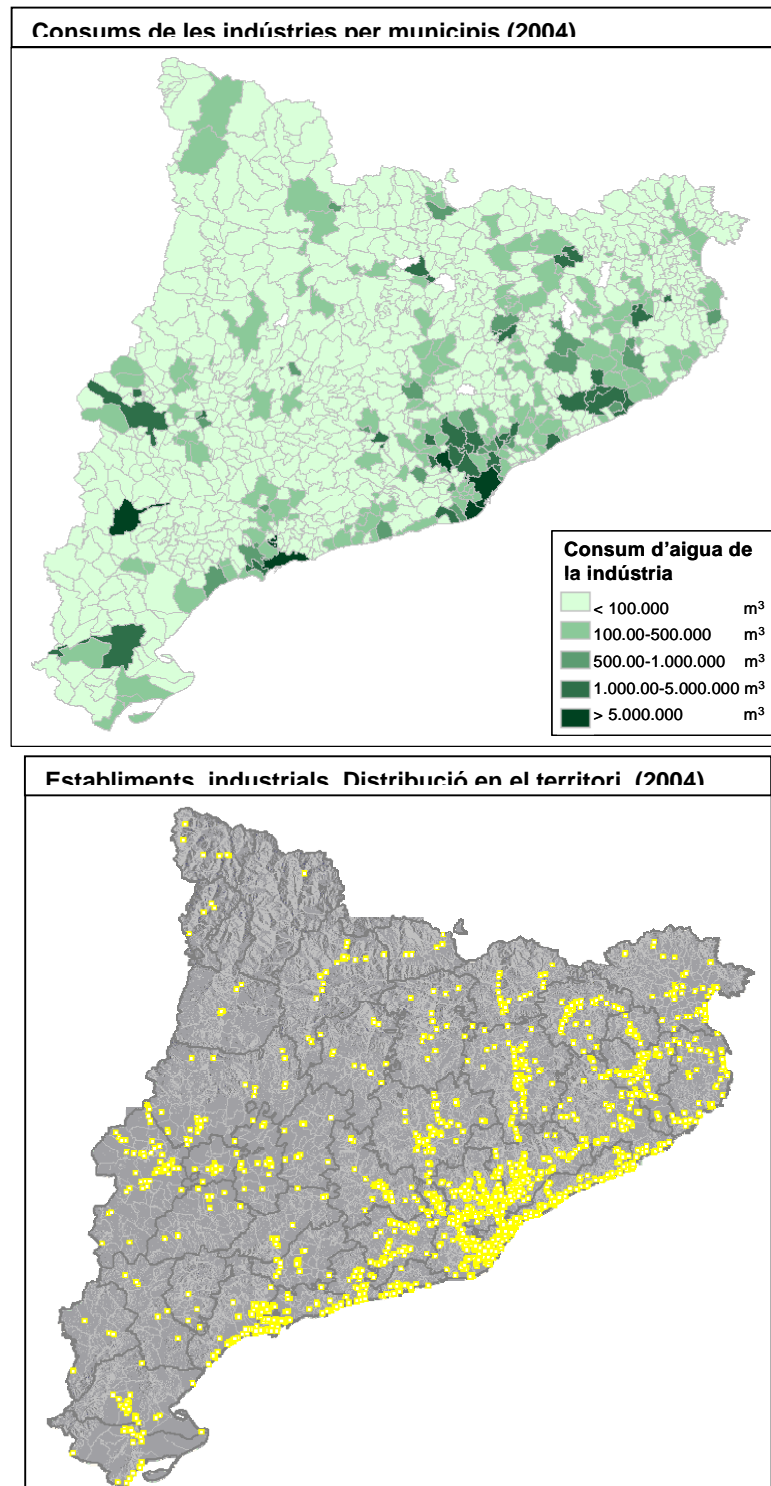 Consums de les indústries per municipis (2004)
Consum d'aigua de
la indústria
< 100.000 m³
100.00-500.000 m³
500.00-1.000.000 m³
1.000.00-5.000.000 m³
> 5.000.000 m³
Establiments industrials. Distribució en el territori (2004)